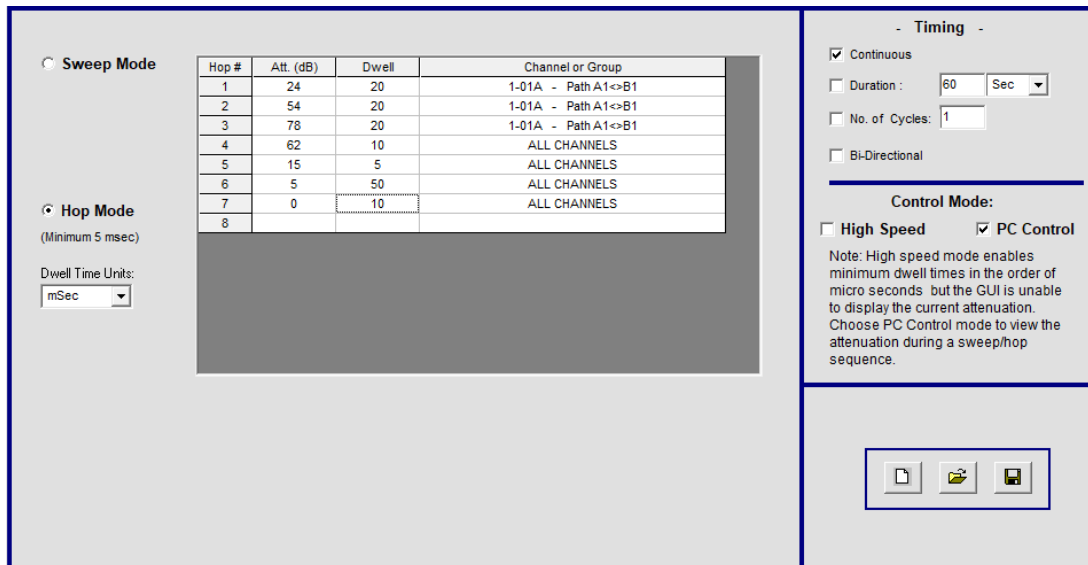 Sweep Mode
Hop # Att. (dB) Dwell Channel or Group
1 24 20 1-01A - Path A1<>B1
2 54 20 1-01A - Path A1<>B1
3 78 20 1-01A - Path A1<>B1
4 62 10 ALL CHANNELS
5 15 5 ALL CHANNELS
6 5 50 ALL CHANNELS
7 0 10 ALL CHANNELS
8
Hop Mode
(Minimum 5 msec)
Dwell Time Units:
mSec
- Timing -
Continuous
Duration : 60 Sec
No. of Cycles: 1
Bi-Directional
Control Mode:
High Speed PC Control
Note: High speed mode enables
minimum dwell times in the order of
micro seconds but the GUI is unable
to display the current attenuation.
Choose PC Control mode to view the
attenuation during a sweep/hop
sequence.